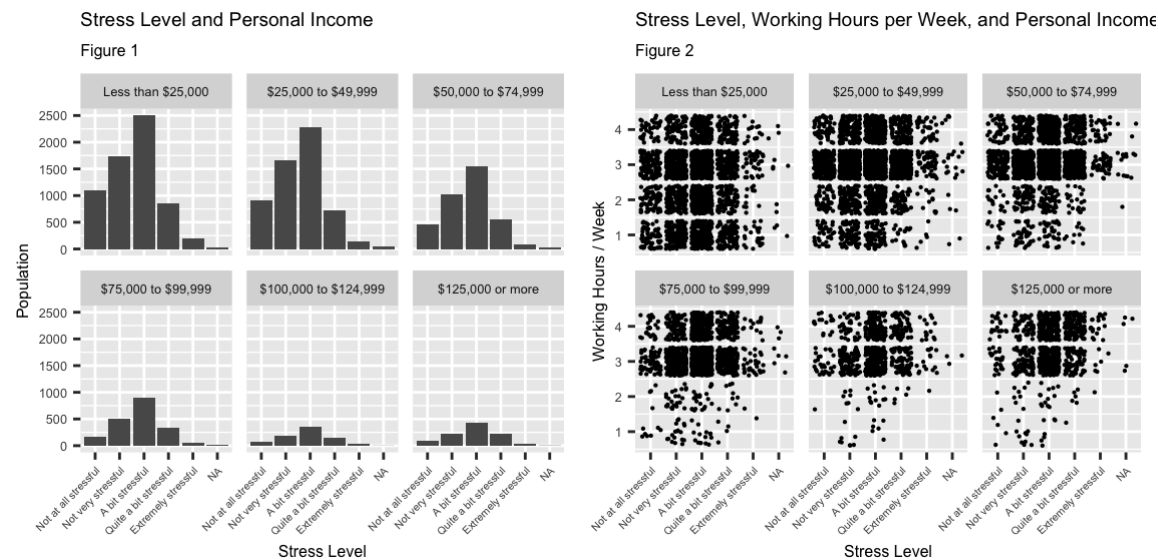 Stress Level and Personal Income
Figure 1
Less than $25,000
$25,000 to $49,999
$50,000 to $74,999
2500
2000
1500
1000
500
0
Population
$75,000 to $99,999
$100,000 to $124,999
$125,000 or more
2500
2000
1500
1000
500
0
Not at all stressful
Not very stressful
A bit stressful
Quite a bit stressful
Extremely stressful
NA
Not at all stressful
Not very stressful
A bit stressful
Quite a bit stressful
Extremely stressful
NA
Not at all stressful
Not very stressful
A bit stressful
Quite a bit stressful
Extremely stressful
NA
Stress Level
Stress Level, Working Hours per Week, and Personal Income
Figure 2
Less than $25,000
$25,000 to $49,999
$50,000 to $74,999
4
3
2
1
Working Hours / Week
$75,000 to $99,999
$100,000 to $124,999
$125,000 or more
4
3
2
1
Not at all stressful
Not very stressful
A bit stressful
Quite a bit stressful
Extremely stressful
NA
Not at all stressful
Not very stressful
A bit stressful
Quite a bit stressful
Extremely stressful
NA
Not at all stressful
Not very stressful
A bit stressful
Quite a bit stressful
Extremely stressful
NA
Stress Level